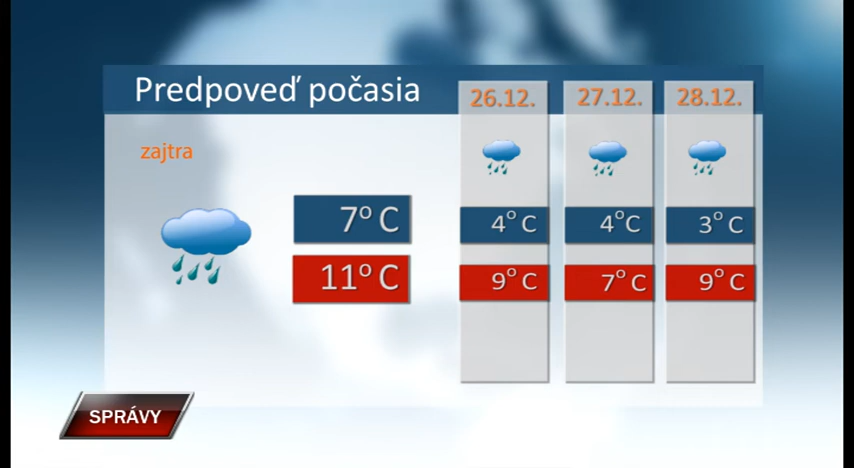 Predpoveď počasia
zajtra
7° C
11° C
26.12.
4° C
9° C
27.12.
4°C
7° C
28.12.
3° C
9° C
SPRÁVY